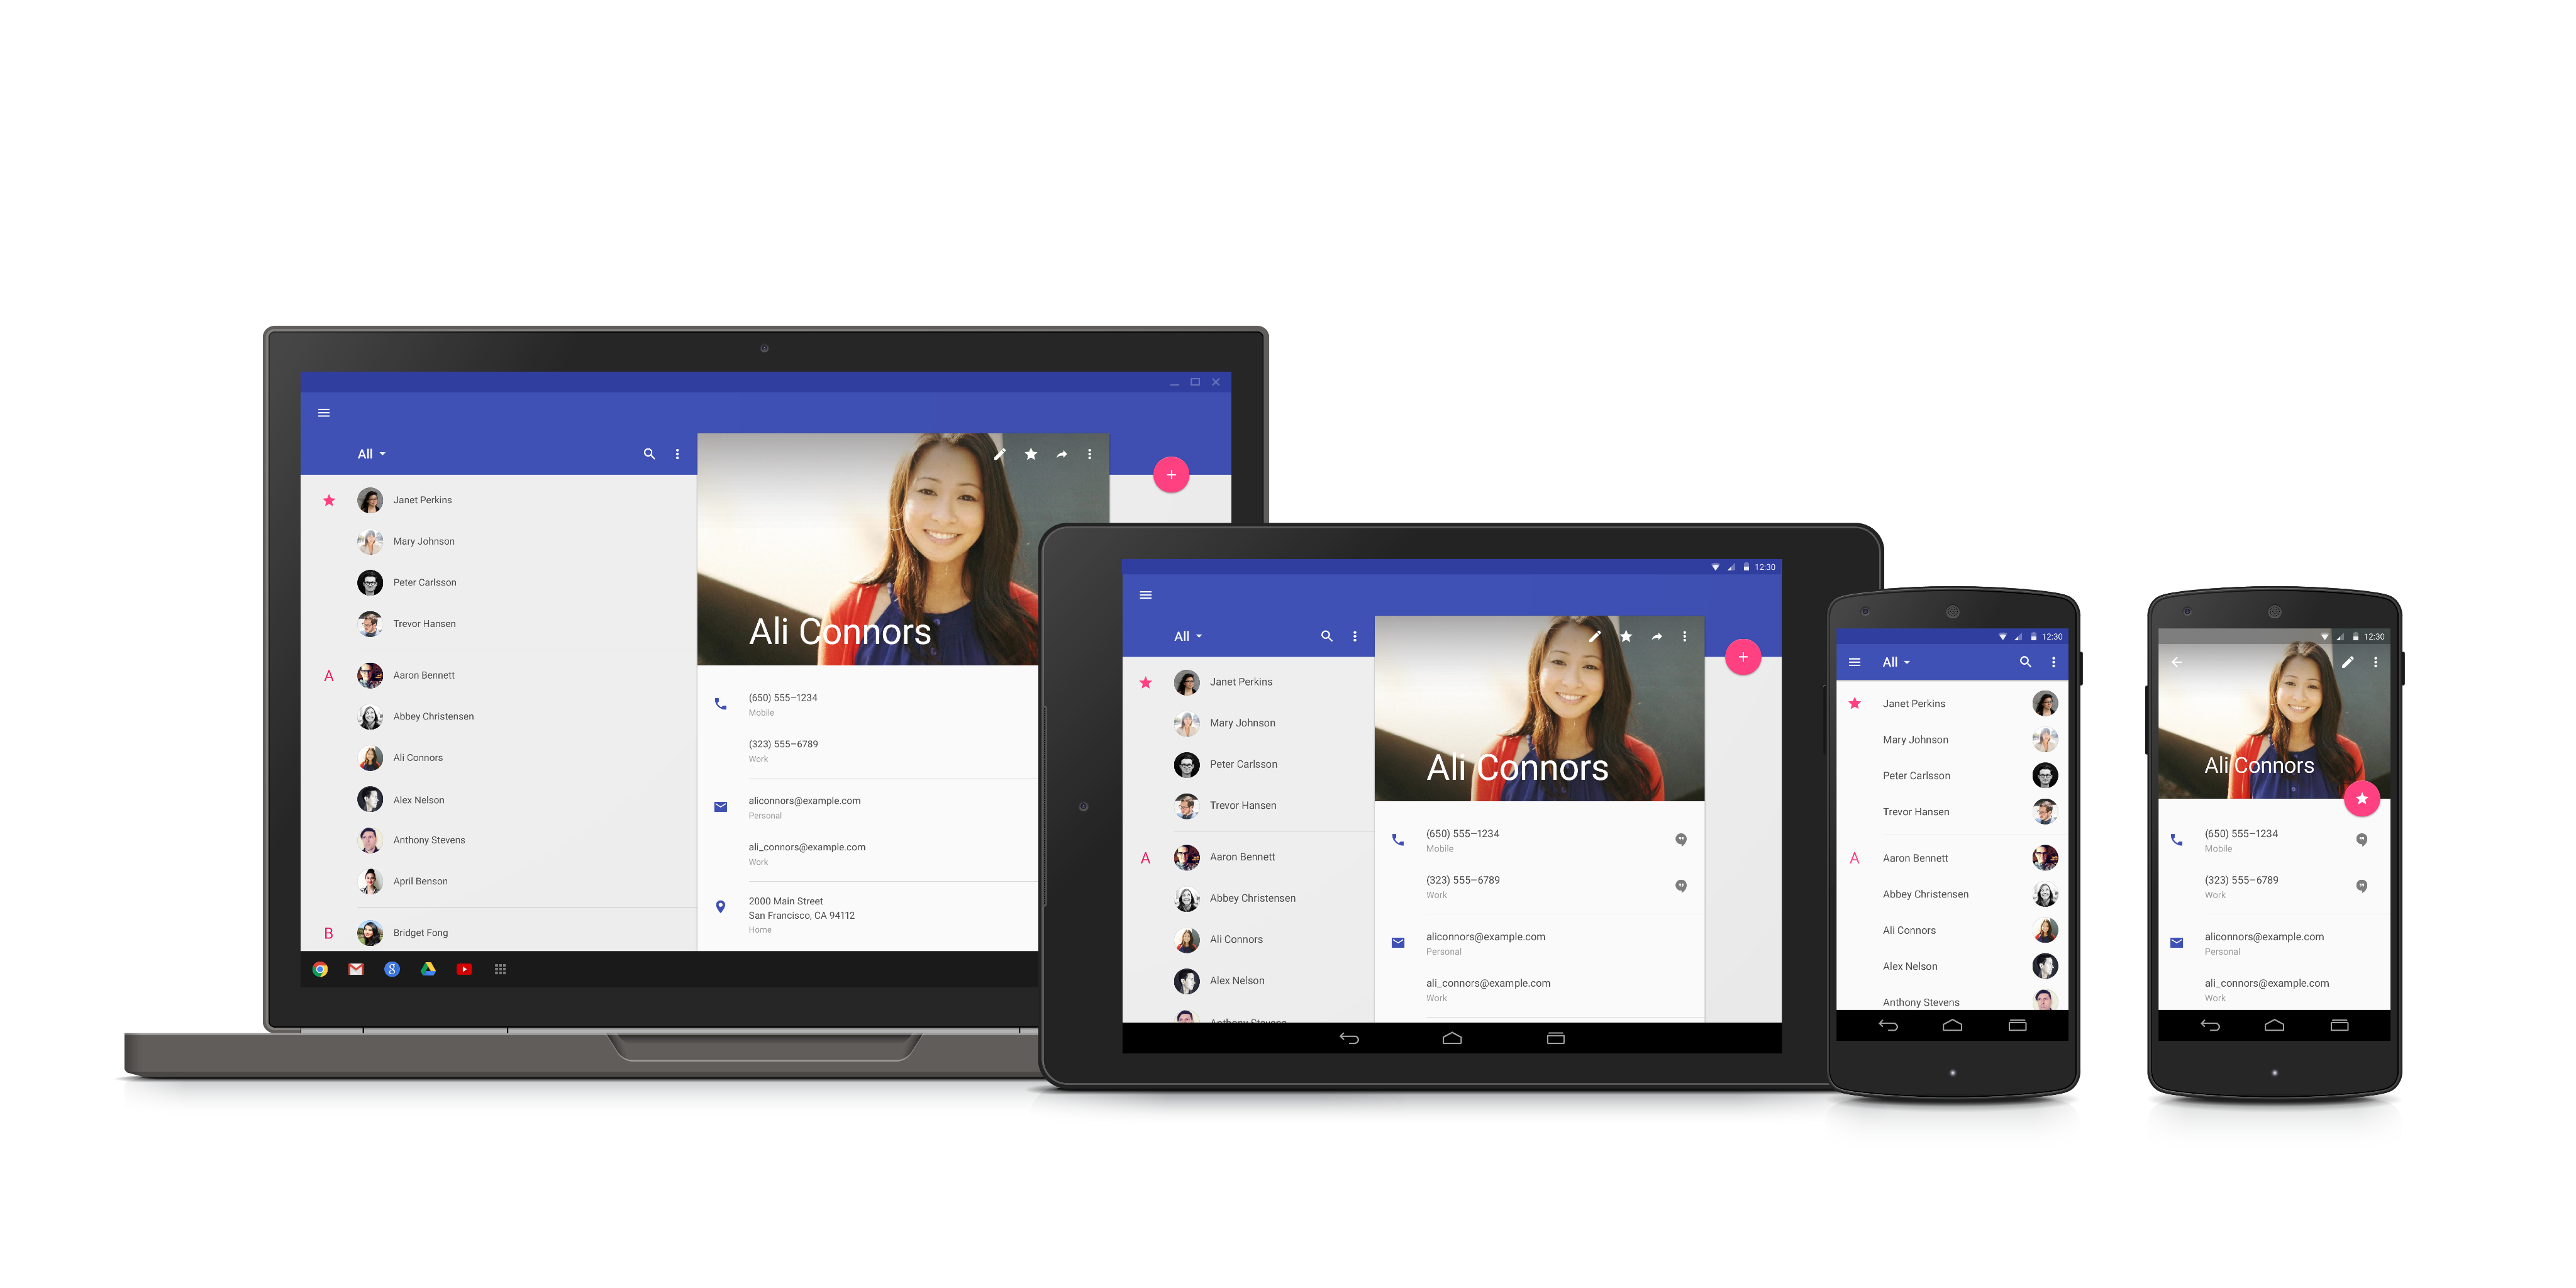 All
Janet Perkins
Mary Johnson
Peter Carlsson
Trevor Hansen
A
Aaron Bennett
Abbey Christensen
Ali Connors
Alex Nelson
Anthony Stevens
April Benson
B
Bridget Fong
Ali Connors
(650) 555–1234
Mobile
(323) 555–6789
Work
aliconnors@example.com
Personal
ali_connors@example.com
Work
2000 Main Street
San Francisco, CA 94112
Home
12:30
All
Janet Perkins
Mary Johnson
Peter Carlsson
Trevor Hansen
A
Aaron Bennett
Abbey Christensen
Ali Connors
Alex Nelson
Anthony Stevens
Ali Connors
(650) 555–1234
Mobile
(323) 555–6789
Work
aliconnors@example.com
Personal
ali_connors@example.com
Work
12:30
All
Janet Perkins
Mary Johnson
Peter Carlsson
Trevor Hansen
A
Aaron Bennett
Abbey Christensen
Ali Connors
Alex Nelson
Anthony Stevens
12:30
Ali Connors
(650) 555–1234
Mobile
(323) 555–6789
Work
aliconnors@example.com
Personal
ali_connors@example.com
Work